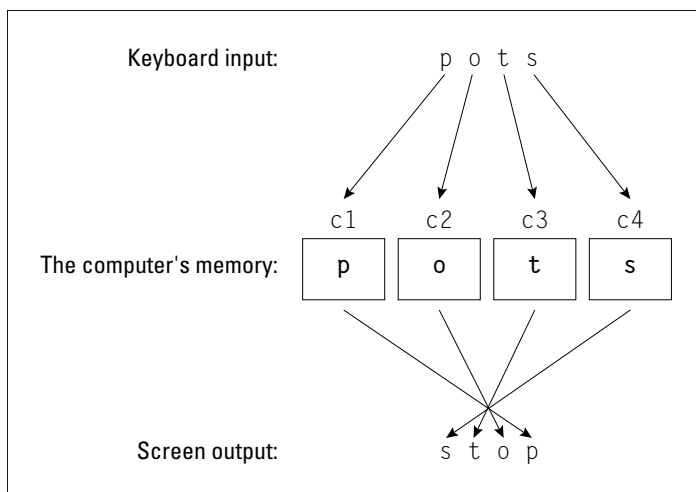 Keyboard input: p o t s
c1 c2 c3 c4
The computer's memory: p o t s
Screen output: s t o p